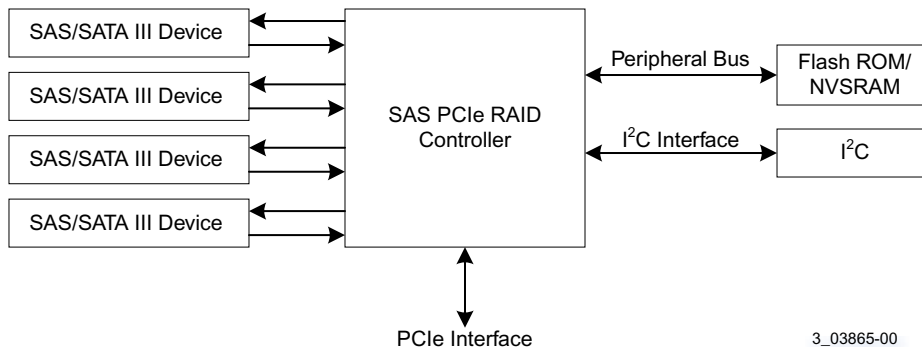 SAS/SATA III Device
SAS/SATA III Device
SAS/SATA III Device
SAS/SATA III Device
SAS PCIe RAID
Controller
Peripheral Bus
Flash ROM/
NVSRAM
I²C Interface
I²C
PCIe Interface
3_03865-00